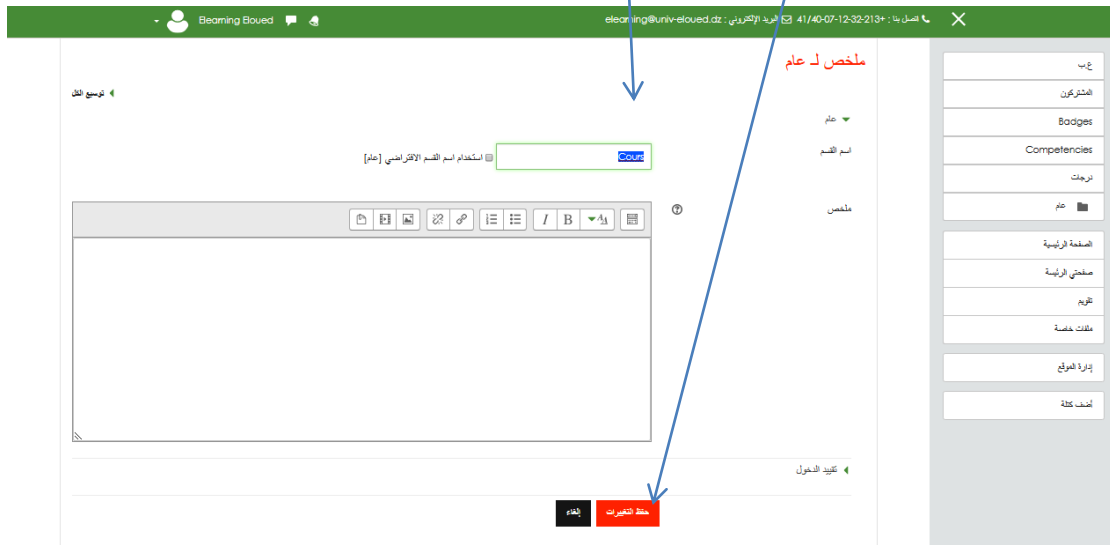 اتصل بنا : +213-32-12-07-41/40 البريد الإلكتروني : elearning@univ-eloued.dz
Elearning Eloued
ملخص لـ عام
توسيع الكل
عام
اسم القسم
Cours
استخدام اسم القسم الافتراضي [عام]
ملخص
I B
تقييد الدخول
حفظ التغييرات
إلغاء
ع.ب
المشتركون
Badges
Competencies
درجات
عام
الصفحة الرئيسية
صفحتي الرئيسة
تقويم
ملفات خاصة
إدارة الموقع
أضف كتلة